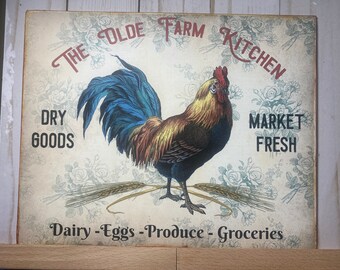 The Olde Farm Kitchen
DRY
GOODS
MARKET
FRESH
Dairy -Eggs -Produce - Groceries